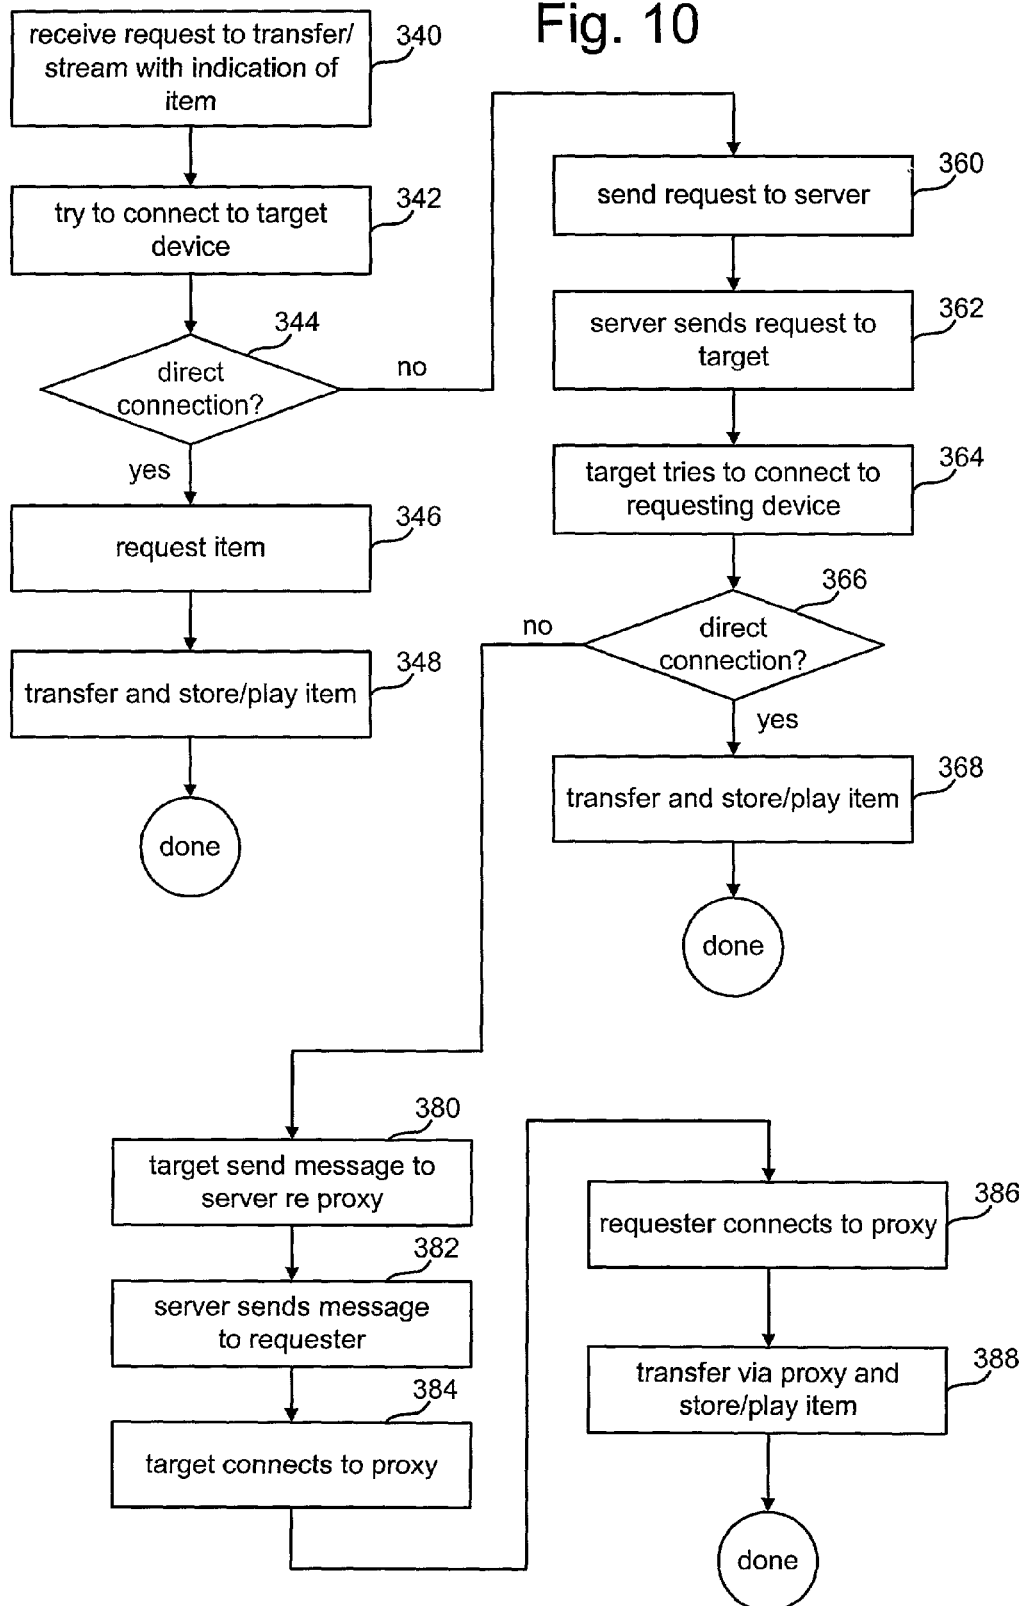 Fig. 10
receive request to transfer/
stream with indication of
item
340
try to connect to target
device
342
direct
connection?
344
no
yes
request item
346
transfer and store/play item
348
done
send request to server
360
server sends request to
target
362
target tries to connect to
requesting device
364
direct
connection?
366
no
yes
transfer and store/play item
368
done
target send message to
server re proxy
380
server sends message
to requester
382
target connects to proxy
384
requester connects to proxy
386
transfer via proxy and
store/play item
388
done